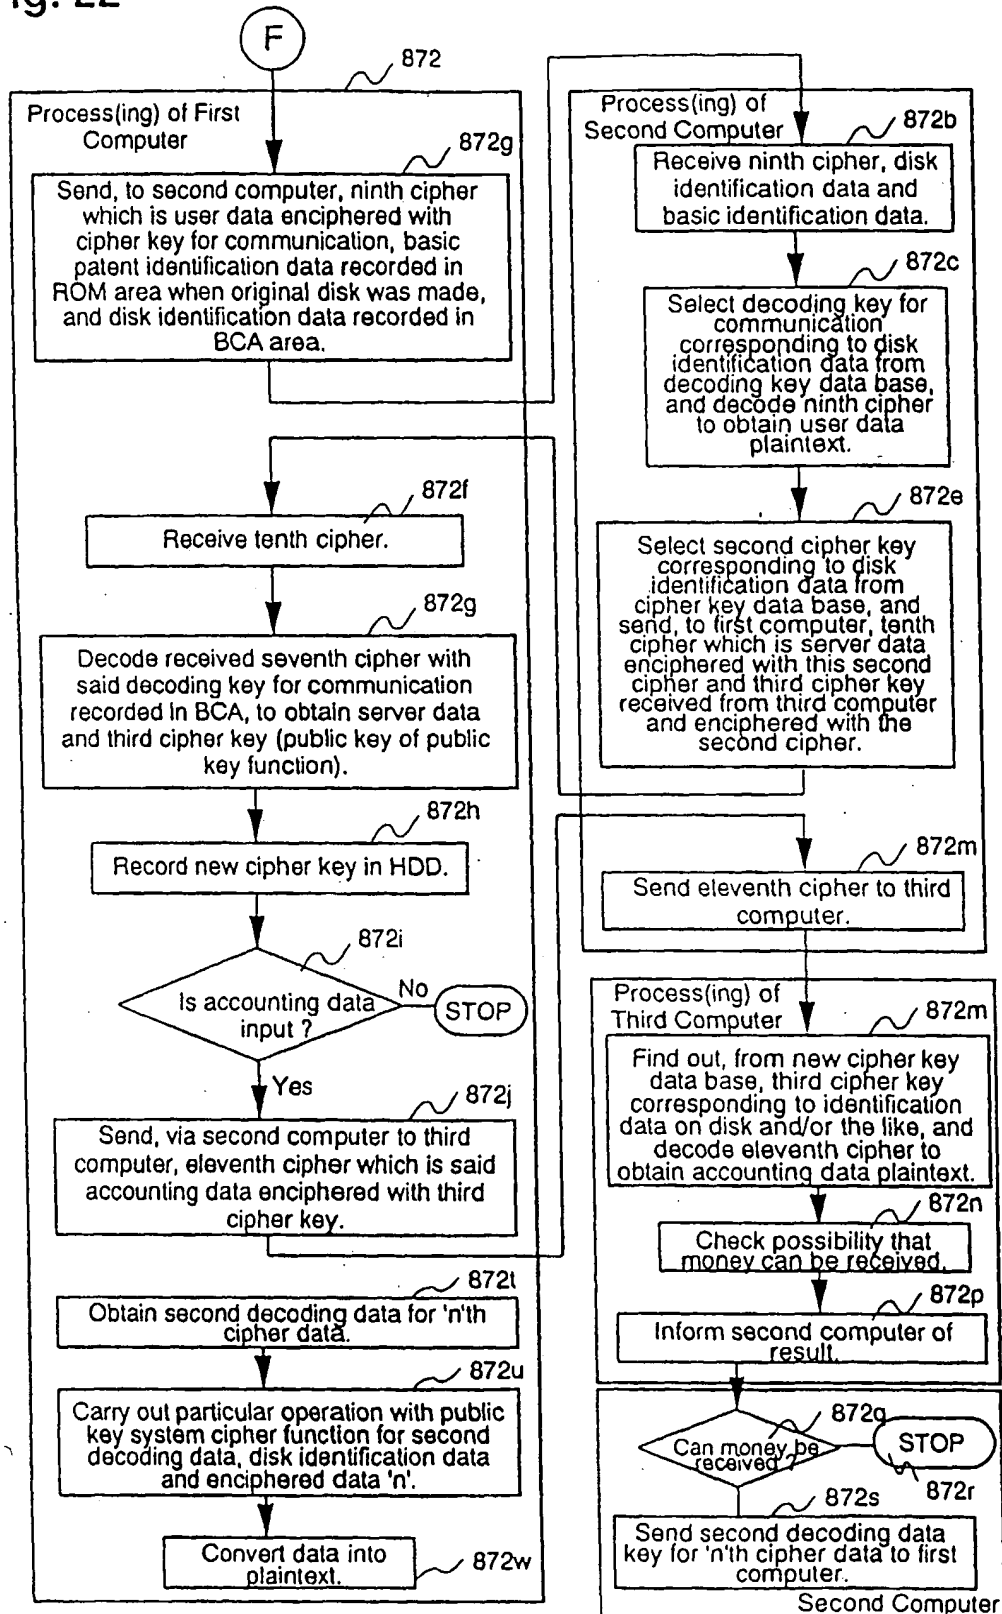 Fig. 22
F
872
Process(ing) of First
Computer
872g
Send, to second computer, ninth cipher
which is user data enciphered with
cipher key for communication, basic
patent identification data recorded in
ROM area when original disk was made,
and disk identification data recorded in
BCA area.
872f
Receive tenth cipher.
872g
Decode received seventh cipher with
said decoding key for communication
recorded in BCA, to obtain server data
and third cipher key (public key of public
key function).
872h
Record new cipher key in HDD.
872i
Is accounting data
input ?
No
STOP
Yes
872j
Send, via second computer to third
computer, eleventh cipher which is said
accounting data enciphered with third
cipher key.
872t
Obtain second decoding data for 'n'th
cipher data.
872u
Carry out particular operation with public
key system cipher function for second
decoding data, disk identification data
and enciphered data 'n'.
Convert data into
plaintext.
872w
Process(ing) of
Second Computer
872b
Receive ninth cipher, disk
identification data and
basic identification data.
872c
Select decoding key for
communication
corresponding to disk
identification data from
decoding key data base,
and decode ninth cipher
to obtain user data
plaintext.
872e
Select second cipher key
corresponding to disk
identification data from
cipher key data base, and
send, to first computer, tenth
cipher which is server data
enciphered with this second
cipher and third cipher key
received from third computer
and enciphered with the
second cipher.
872m
Send eleventh cipher to third
computer.
Process(ing) of
Third Computer
872m
Find out, from new cipher key
data base, third cipher key
corresponding to identification
data on disk and/or the like, and
decode eleventh cipher to
obtain accounting data plaintext.
872n
Check possibility that
money can be received.
872p
Inform second computer of
result.
872q
Can money be
received ?
STOP
872r
872s
Send second decoding data
key for 'n'th cipher data to first
computer.
Second Computer